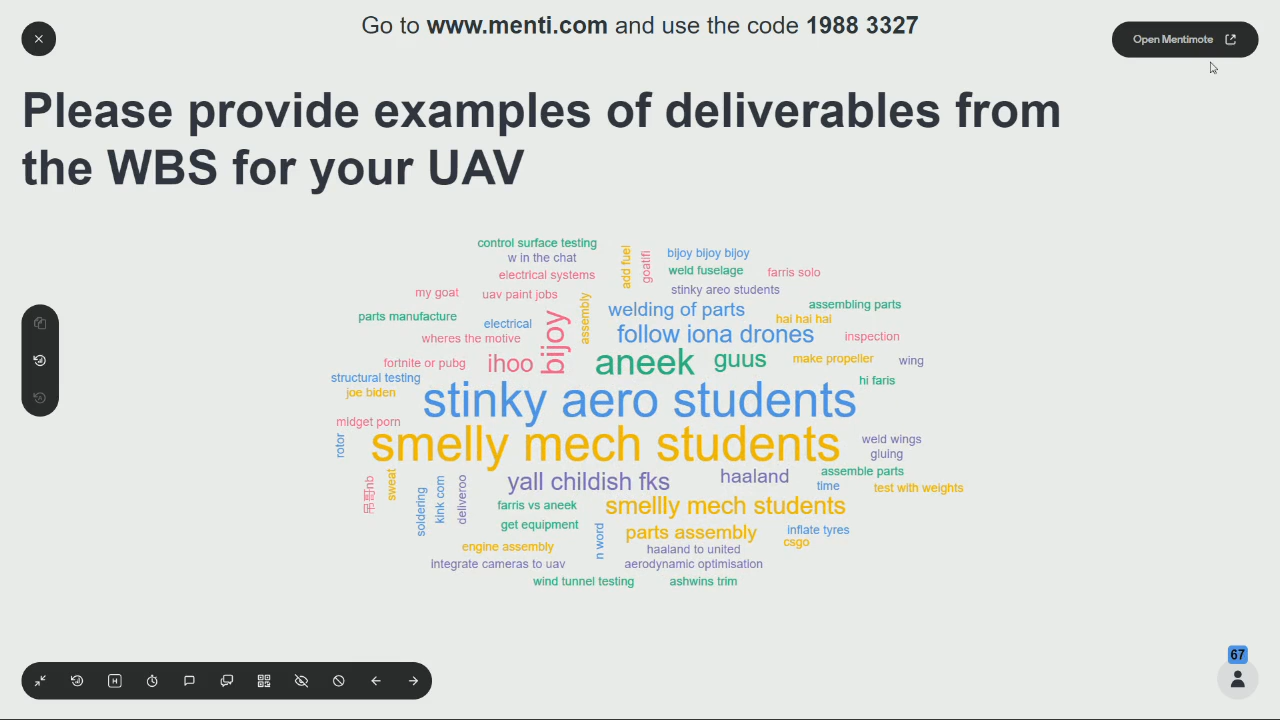 Go to www.menti.com and use the code 1988 3327
Open Mentimote
Please provide examples of deliverables from
the WBS for your UAV
control surface testing
w in the chat
electrical systems
add fuel
goatifi
bijoy bijoy bijoy
weld fuselage
farris solo
my goat
uav paint jobs
assembly
stinky areo students
welding of parts
assembling parts
parts manufacture
electrical
bijoy
follow iona drones
hai hai hai
wheres the motive
inspection
fortnite or pubg
ihoo
aneek
guus
make propeller
wing
structural testing
joe biden
stinky aero students
hi faris
midget porn
rotor
smelly mech students
weld wings
gluing
吊哥nb
sweat
soldering
kink com
deliveroo
yall childish fks
haaland
assemble parts
time
test with weights
farris vs aneek
smellly mech students
get equipment
n word
parts assembly
inflate tyres
csgo
engine assembly
haaland to united
integrate cameras to uav
aerodynamic optimisation
wind tunnel testing
ashwins trim
H
67